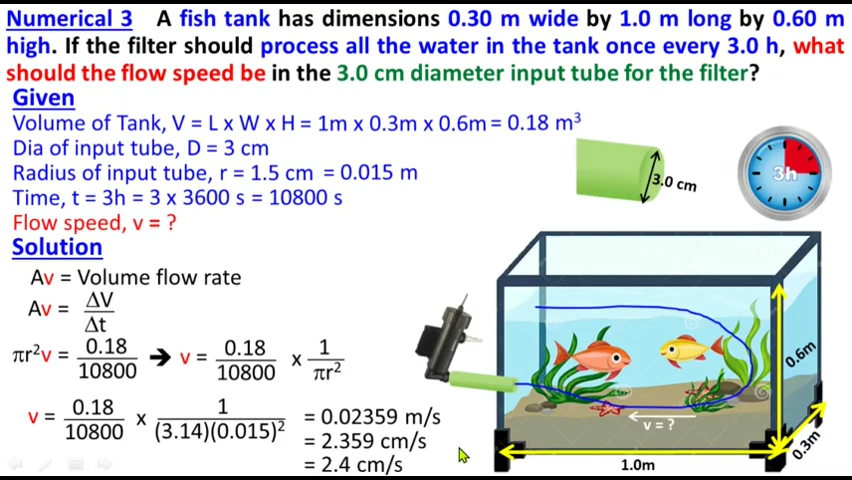 Numerical 3 A fish tank has dimensions 0.30 m wide by 1.0 m long by 0.60 m
high. If the filter should process all the water in the tank once every 3.0 h, what
should the flow speed be in the 3.0 cm diameter input tube for the filter?
Given
Volume of Tank, V = L x W x H = 1m x 0.3m x 0.6m = 0.18 m³
Dia of input tube, D = 3 cm
Radius of input tube, r = 1.5 cm = 0.015 m
Time, t = 3h = 3 x 3600 s = 10800 s
Flow speed, v = ?
3.0 cm
3h
Solution
Av = Volume flow rate
Av = ΔV/Δt
πr²v = 0.18/10800 → v = 0.18/10800 x 1/πr²
v = 0.18/10800 x 1/(3.14)(0.015)² = 0.02359 m/s
= 2.359 cm/s
= 2.4 cm/s
v = ?
0.6m
0.3m
1.0m